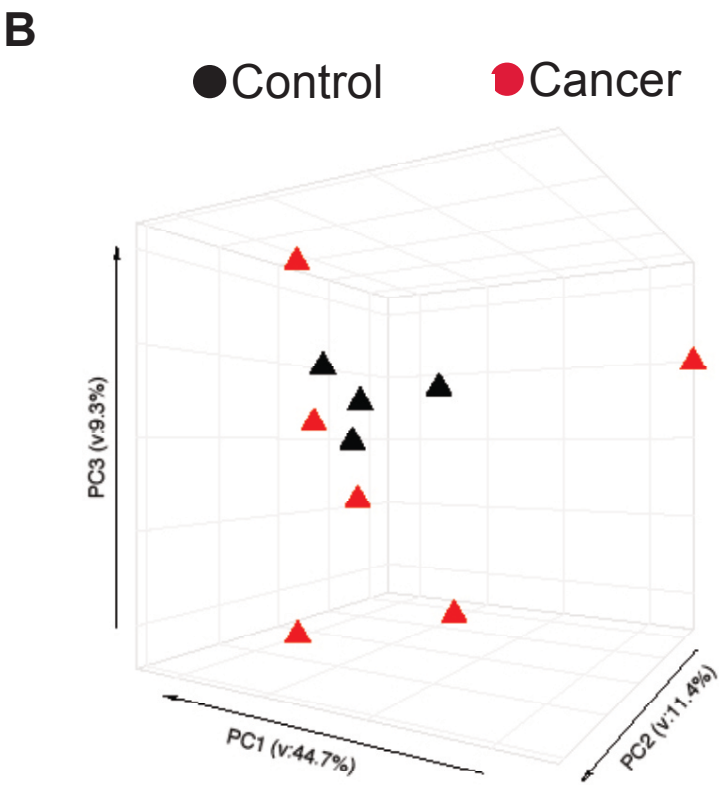 B
Control Cancer
PC3 (v:9.3%)
PC1 (v:44.7%)
PC2 (v:11.4%)